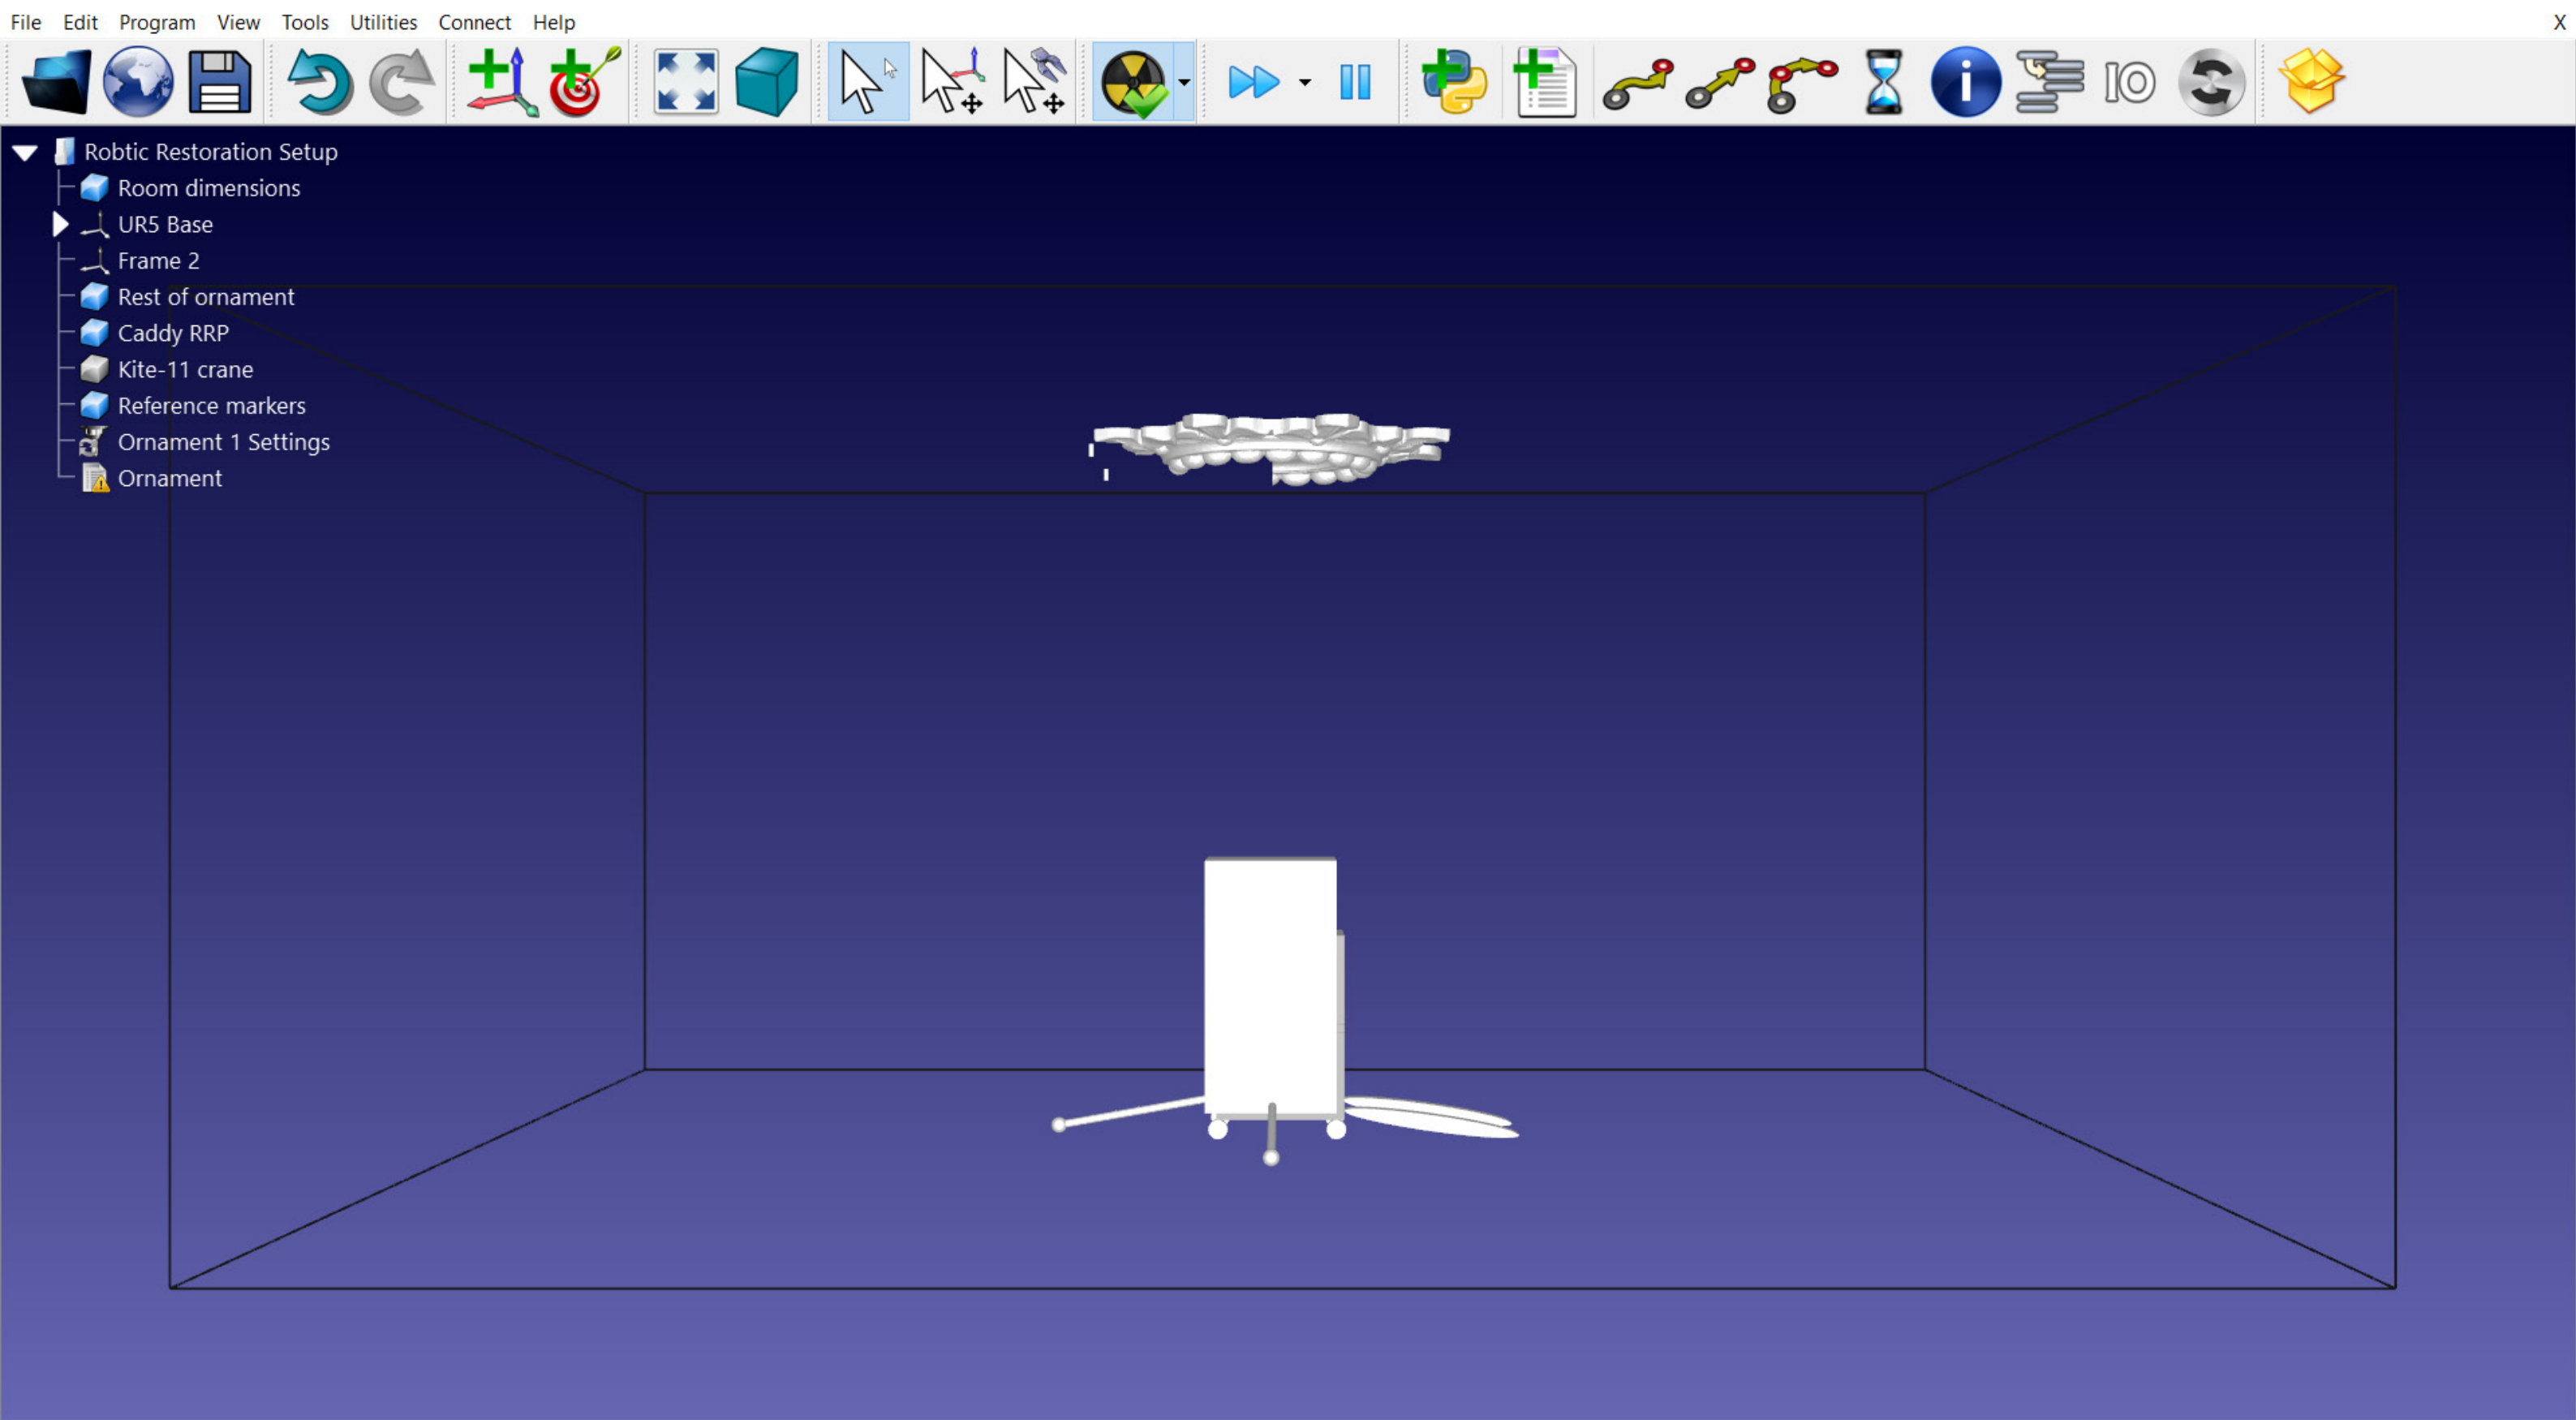 File Edit Program View Tools Utilities Connect Help X
IO
Robtic Restoration Setup
Room dimensions
UR5 Base
Frame 2
Rest of ornament
Caddy RRP
Kite-11 crane
Reference markers
Ornament 1 Settings
Ornament